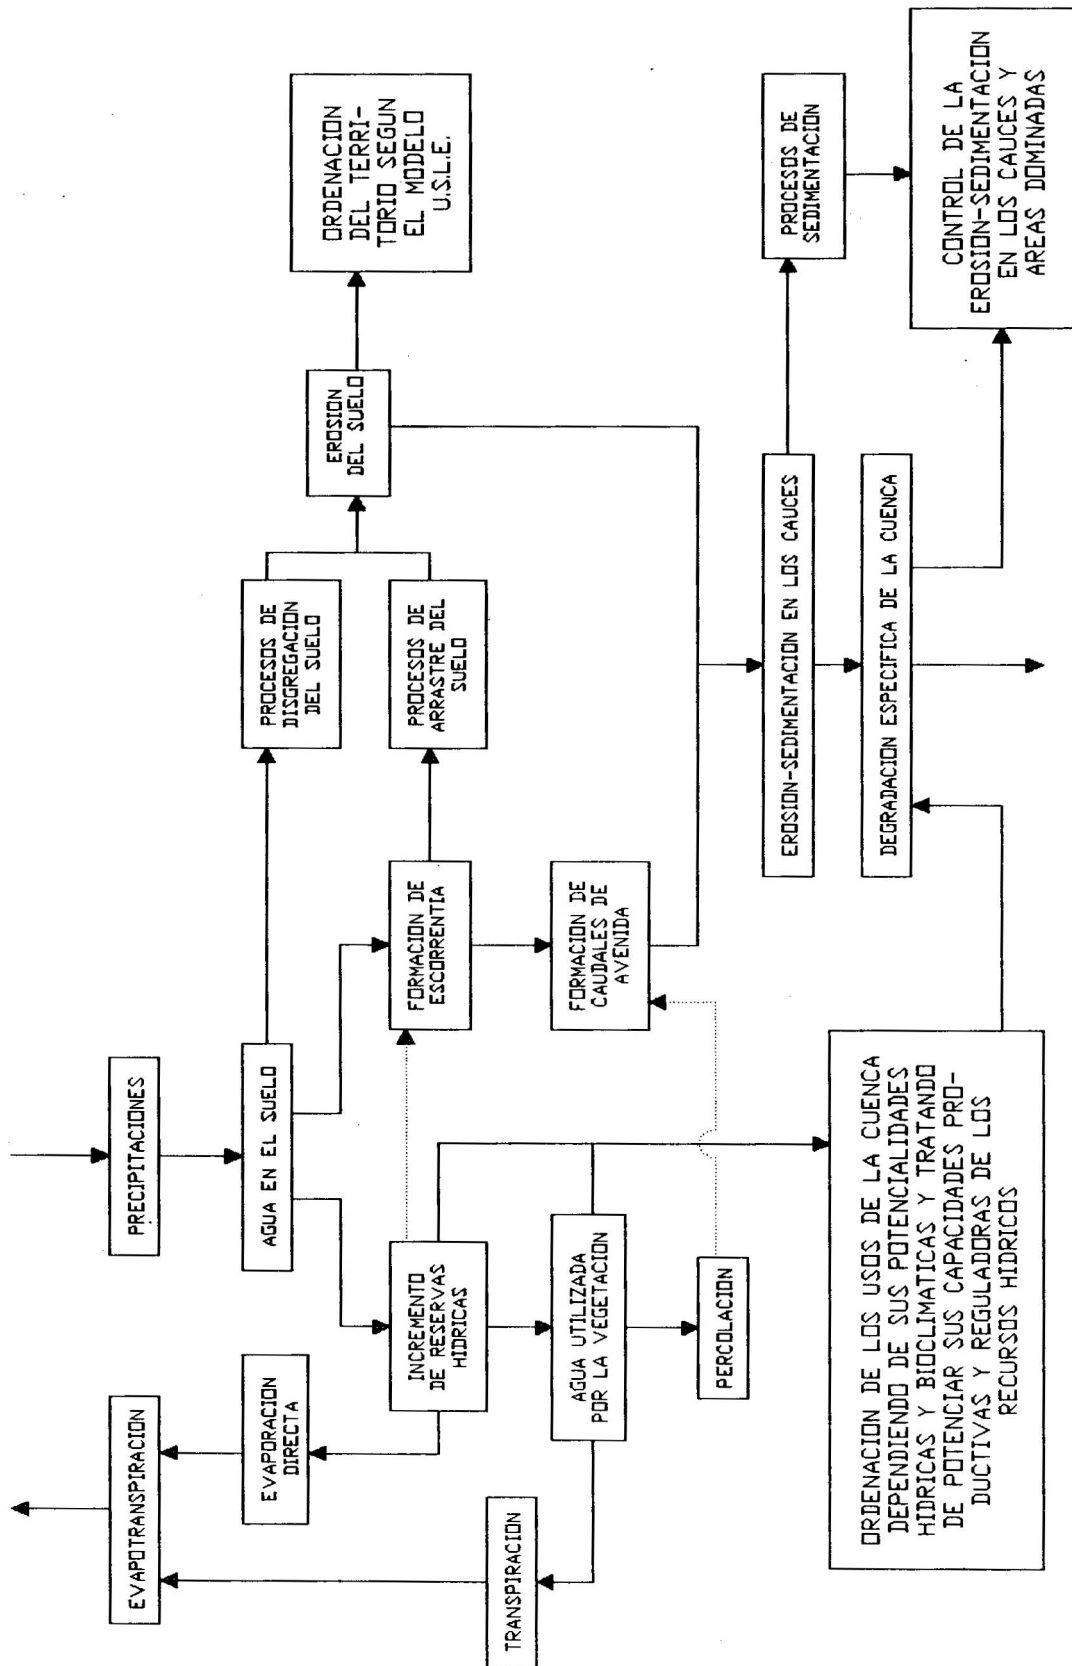 PRECIPITACIONES
EVAPOTRANSPIRACION
AGUA EN EL SUELO
EVAPORACION
DIRECTA
PROCESOS DE
DISGREGACION
DEL SUELO
ORDENACION
DEL TERRI-
TORIO SEGUN
EL MODELO
U.S.L.E.
EROSION
DEL SUELO
INCREMENTO
DE RESERVAS
HIDRICAS
FORMACION DE
ESCORRENTIA
PROCESOS DE
ARRASTRE DEL
SUELO
TRANSPIRACION
AGUA UTILIZADA
POR LA VEGETACION
FORMACION DE
CAUDALES DE
AVENIDA
PERCOLACION
EROSION-SEDIMENTACION EN LOS CAUCES
PROCESOS DE
SEDIMENTACION
DEGRADACION ESPECIFICA DE LA CUENCA
ORDENACION DE LOS USOS DE LA CUENCA
DEPENDIENDO DE SUS POTENCIALIDADES
HIDRICAS Y BIOCLIMATICAS Y TRATANDO
DE POTENCIAR SUS CAPACIDADES PRO-
DUCTIVAS Y REGULADORAS DE LOS
RECURSOS HIDRICOS
CONTROL DE LA
EROSION-SEDIMENTACION
EN LOS CAUCES Y
AREAS DOMINADAS